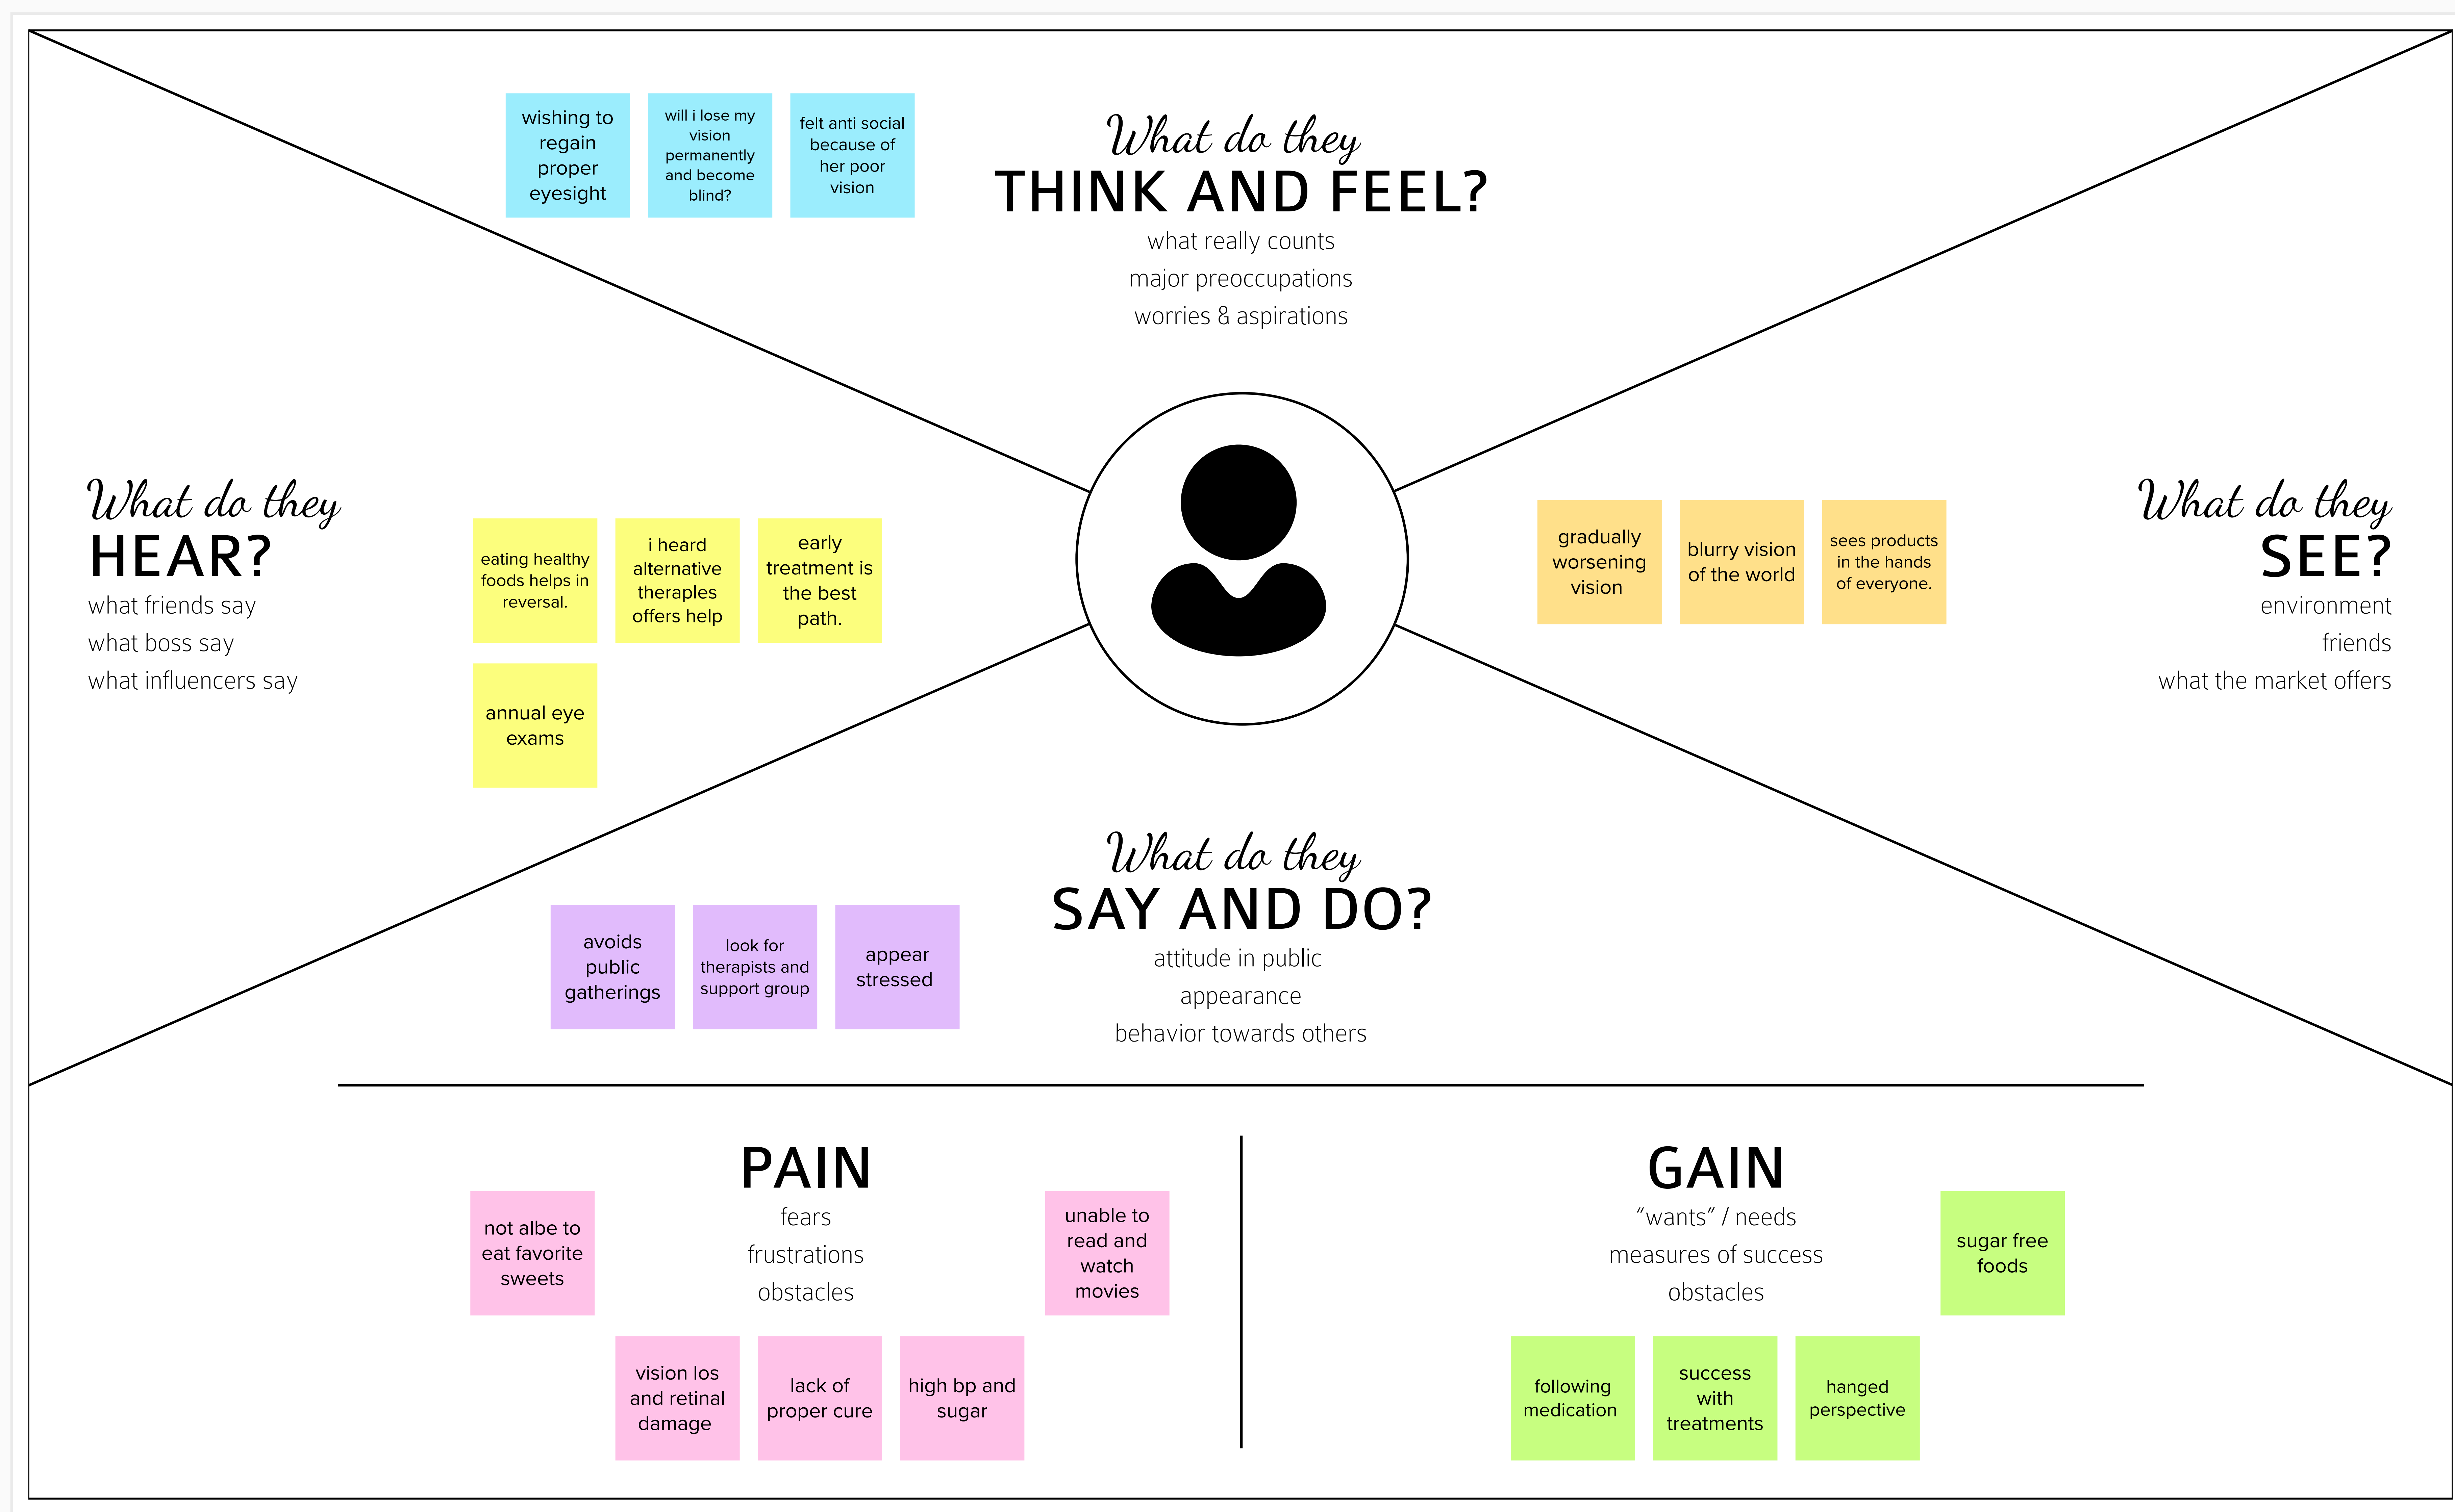 wishing to
regain
proper
eyesight
will i lose my
vision
permanently
and become
blind?
felt anti social
because of
her poor
vision
What do they
THINK AND FEEL?
what really counts
major preoccupations
worries & aspirations
What do they
HEAR?
what friends say
what boss say
what influencers say
eating healthy
foods helps in
reversal.
i heard
alternative
theraples
offers help
early
treatment is
the best
path.
annual eye
exams
gradually
worsening
vision
blurry vision
of the world
sees products
in the hands
of everyone.
What do they
SEE?
environment
friends
what the market offers
What do they
SAY AND DO?
attitude in public
appearance
behavior towards others
avoids
public
gatherings
look for
therapists and
support group
appear
stressed
PAIN
fears
frustrations
obstacles
not albe to
eat favorite
sweets
unable to
read and
watch
movies
vision los
and retinal
damage
lack of
proper cure
high bp and
sugar
GAIN
“wants” / needs
measures of success
obstacles
sugar free
foods
following
medication
success
with
treatments
hanged
perspective